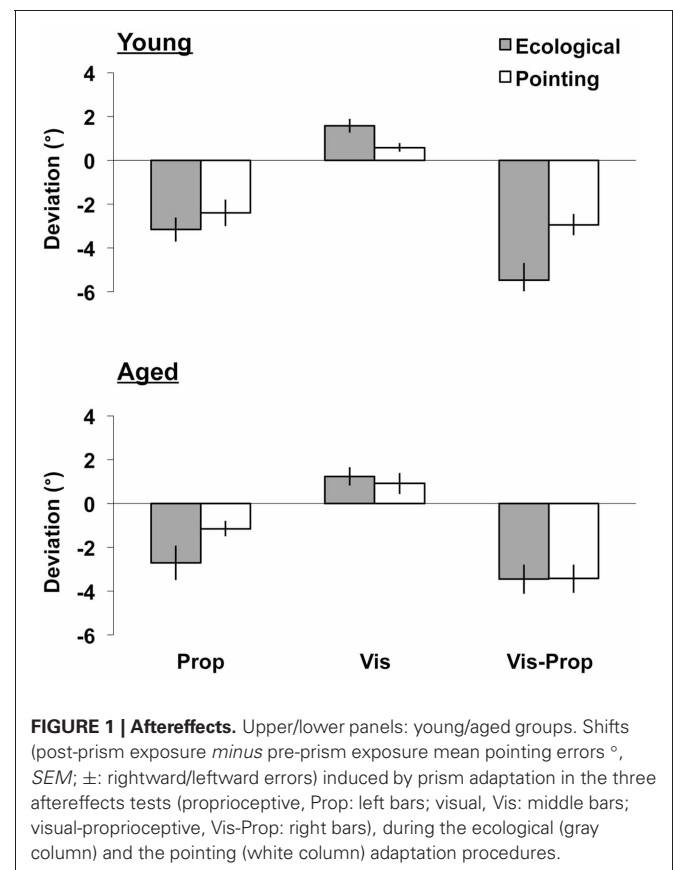 Young
Ecological
Pointing
4
2
0
-2
-4
-6
Deviation (°)
Aged
4
2
0
-2
-4
-6
Deviation (°)
Prop Vis Vis-Prop
FIGURE 1 | Aftereffects. Upper/lower panels: young/aged groups. Shifts
(post-prism exposure minus pre-prism exposure mean pointing errors °,
SEM; ±: rightward/leftward errors) induced by prism adaptation in the three
aftereffects tests (proprioceptive, Prop: left bars; visual, Vis: middle bars;
visual-proprioceptive, Vis-Prop: right bars), during the ecological (gray
column) and the pointing (white column) adaptation procedures.